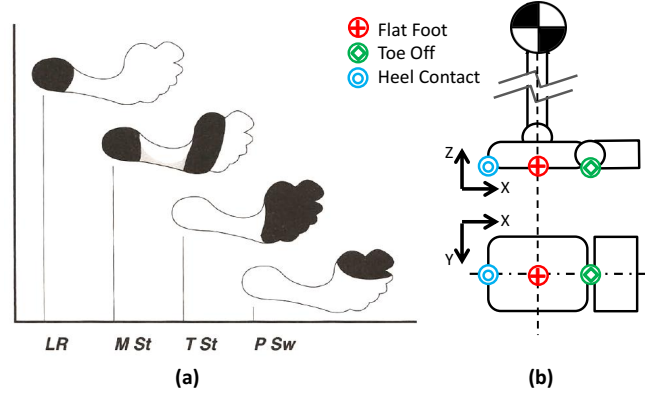 Flat Foot
Toe Off
Heel Contact
Z
X
X
Y
LR
M St
T St
P Sw
(a)
(b)